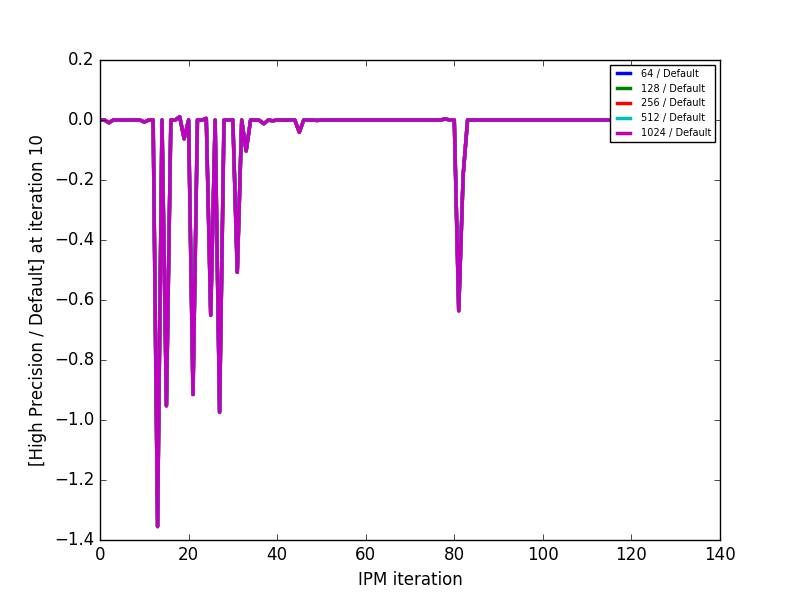 0.2
0.0
−0.2
−0.4
−0.6
−0.8
−1.0
−1.2
−1.4
0 20 40 60 80 100 120 140
IPM iteration
[High Precision / Default] at iteration 10
64 / Default
128 / Default
256 / Default
512 / Default
1024 / Default